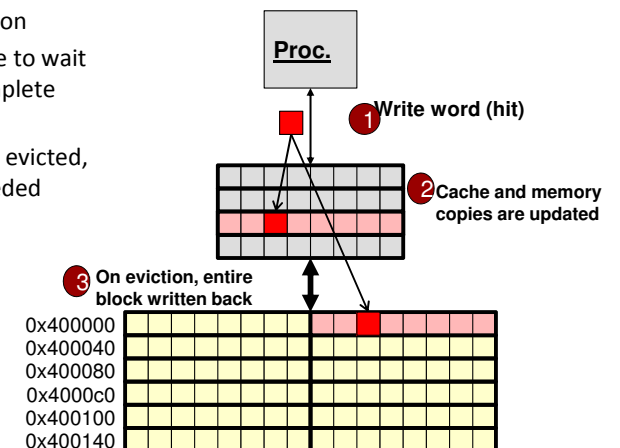 on
e to wait
plete
evicted,
ded
Proc.
1 Write word (hit)
2 Cache and memory
copies are updated
3 On eviction, entire
block written back
0x400000
0x400040
0x400080
0x4000c0
0x400100
0x400140